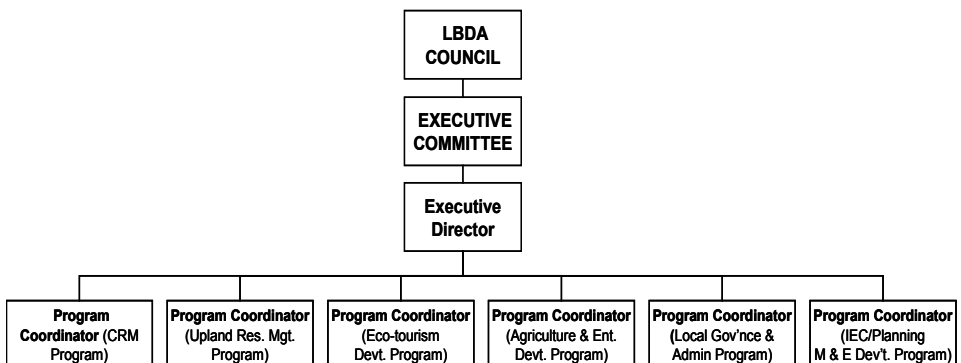 LBDA
COUNCIL
EXECUTIVE
COMMITTEE
Executive
Director
Program
Coordinator (CRM
Program)
Program Coordinator
(Upland Res. Mgt.
Program)
Program Coordinator
(Eco-tourism
Devt. Program)
Program Coordinator
(Agriculture & Ent.
Devt. Program)
Program Coordinator
(Local Gov'nce &
Admin Program)
Program Coordinator
(IEC/Planning
M & E Dev't. Program)